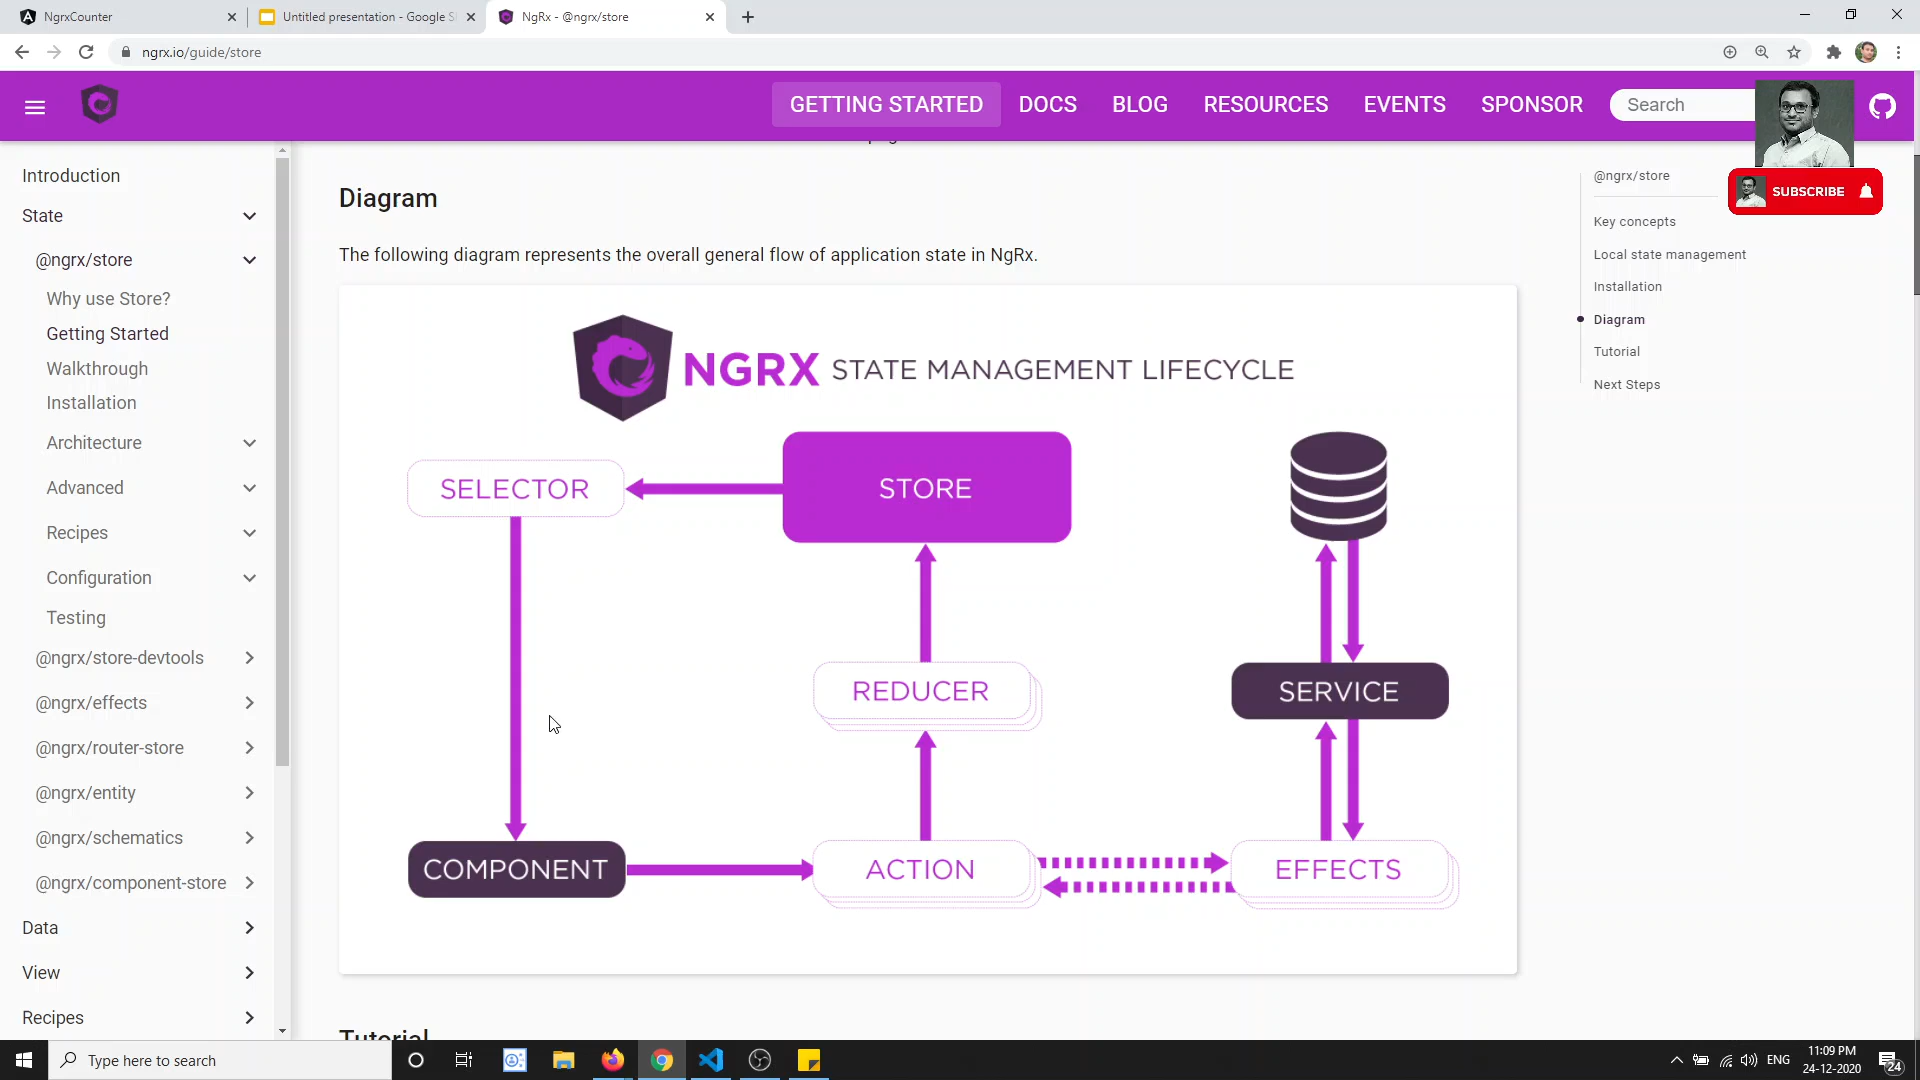 NgrxCounter
Untitled presentation - Google S
NgRx - @ngrx/store
ngrx.io/guide/store
GETTING STARTED
DOCS
BLOG
RESOURCES
EVENTS
SPONSOR
Search
SUBSCRIBE
Introduction
State
@ngrx/store
Why use Store?
Getting Started
Walkthrough
Installation
Architecture
Advanced
Recipes
Configuration
Testing
@ngrx/store-devtools
@ngrx/effects
@ngrx/router-store
@ngrx/entity
@ngrx/schematics
@ngrx/component-store
Data
View
Recipes
Diagram
The following diagram represents the overall general flow of application state in NgRx.
NGRX STATE MANAGEMENT LIFECYCLE
SELECTOR
STORE
REDUCER
SERVICE
COMPONENT
ACTION
EFFECTS
Tutorial
@ngrx/store
Key concepts
Local state management
Installation
Diagram
Tutorial
Next Steps
Type here to search
ENG
11:09 PM
24-12-2020
24